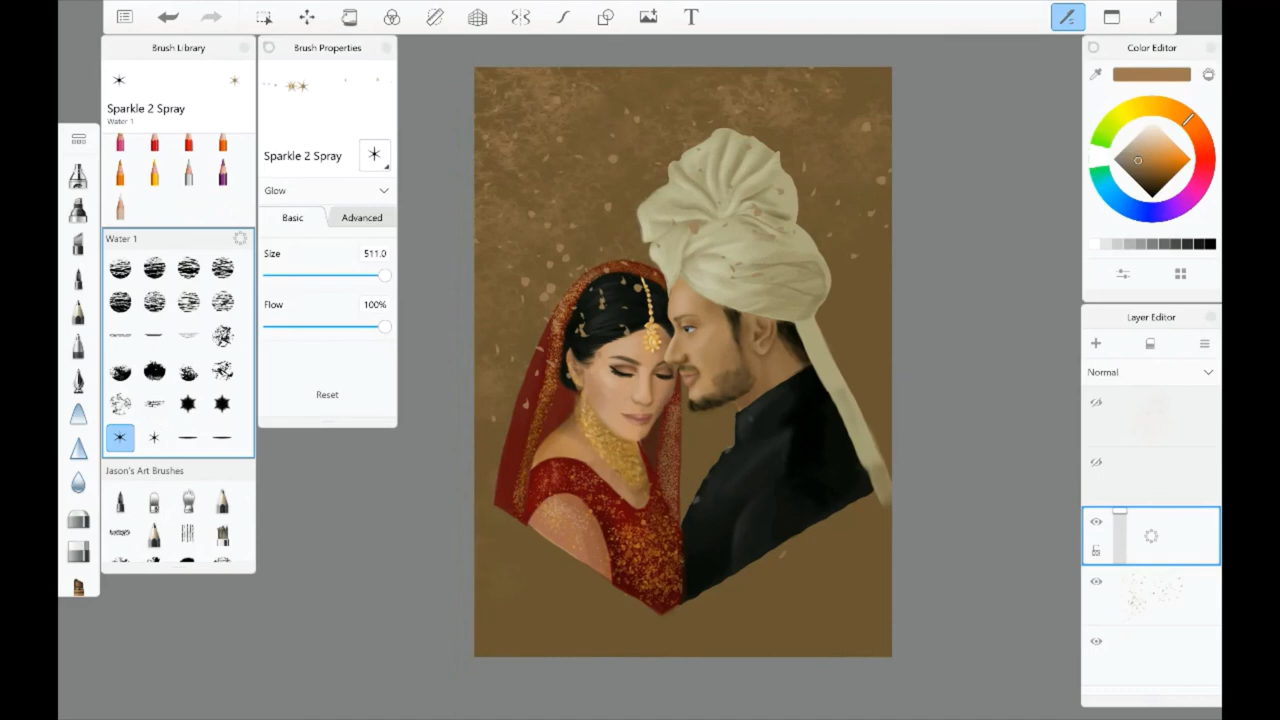 T
Brush Library
Sparkle 2 Spray
Water 1
Water 1
Jason's Art Brushes
Brush Properties
Sparkle 2 Spray
Glow
Basic
Advanced
Size
511.0
Flow
100%
Reset
Color Editor
Layer Editor
Normal